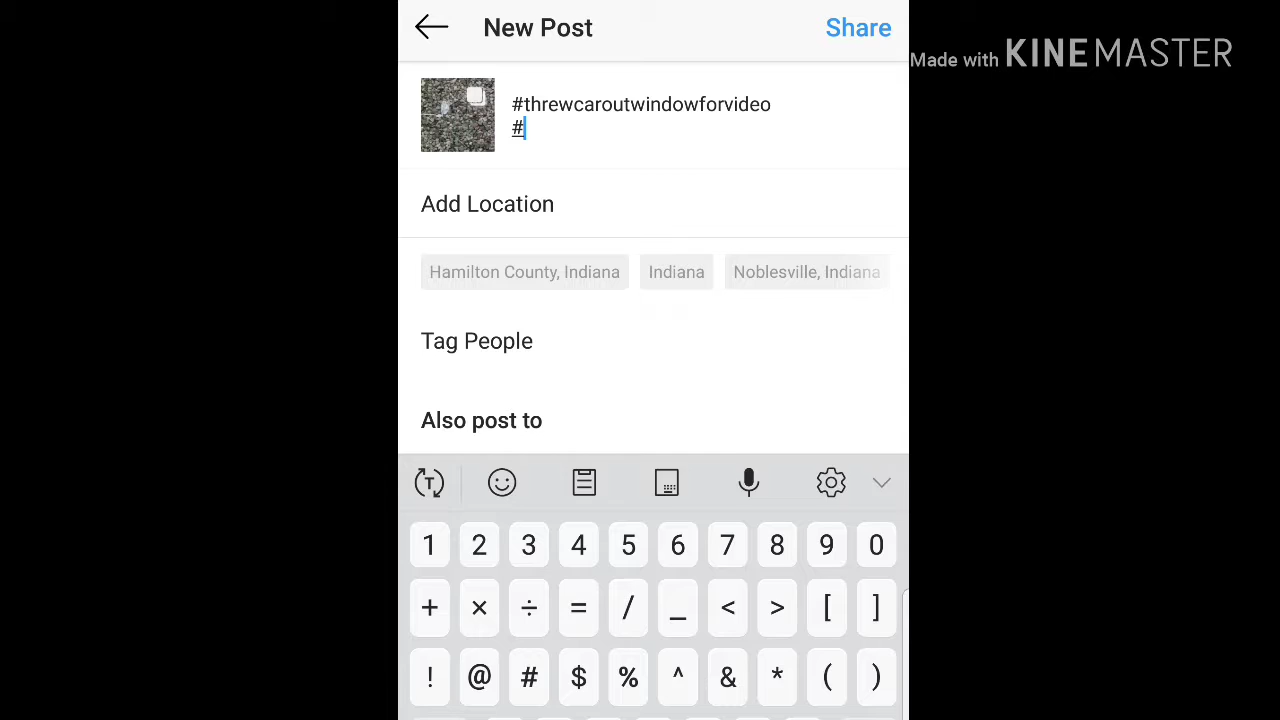 New Post
Share
Made with KINEMASTER
#threwcaroutwindowforvideo
#
Add Location
Hamilton County, Indiana
Indiana
Noblesville, Indiana
Tag People
Also post to
T
1 2 3 4 5 6 7 8 9 0
+ × ÷ = / _ < > [ ]
! @ # $ % ^ & * ( )